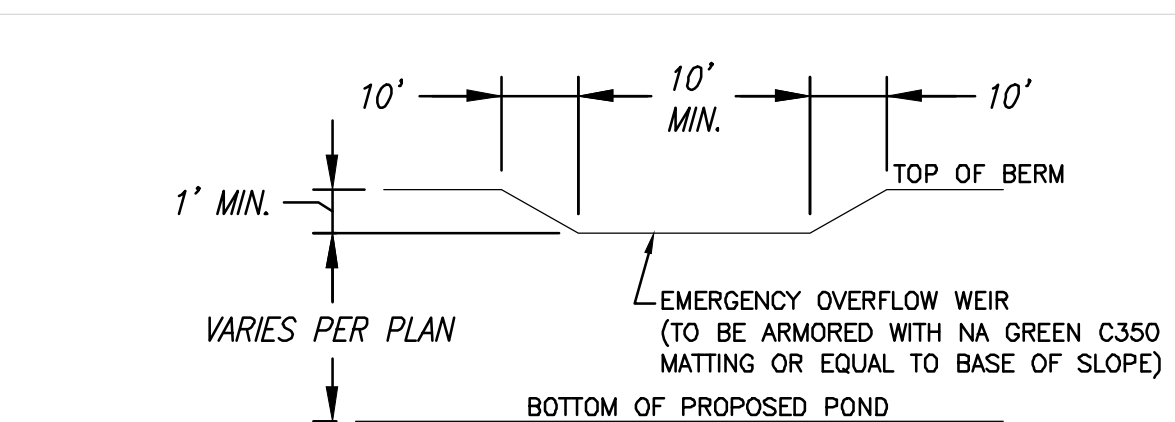 10'
10'
MIN.
10'
TOP OF BERM
1' MIN.
EMERGENCY OVERFLOW WEIR
(TO BE ARMORED WITH NA GREEN C350
MATTING OR EQUAL TO BASE OF SLOPE)
VARIES PER PLAN
BOTTOM OF PROPOSED POND